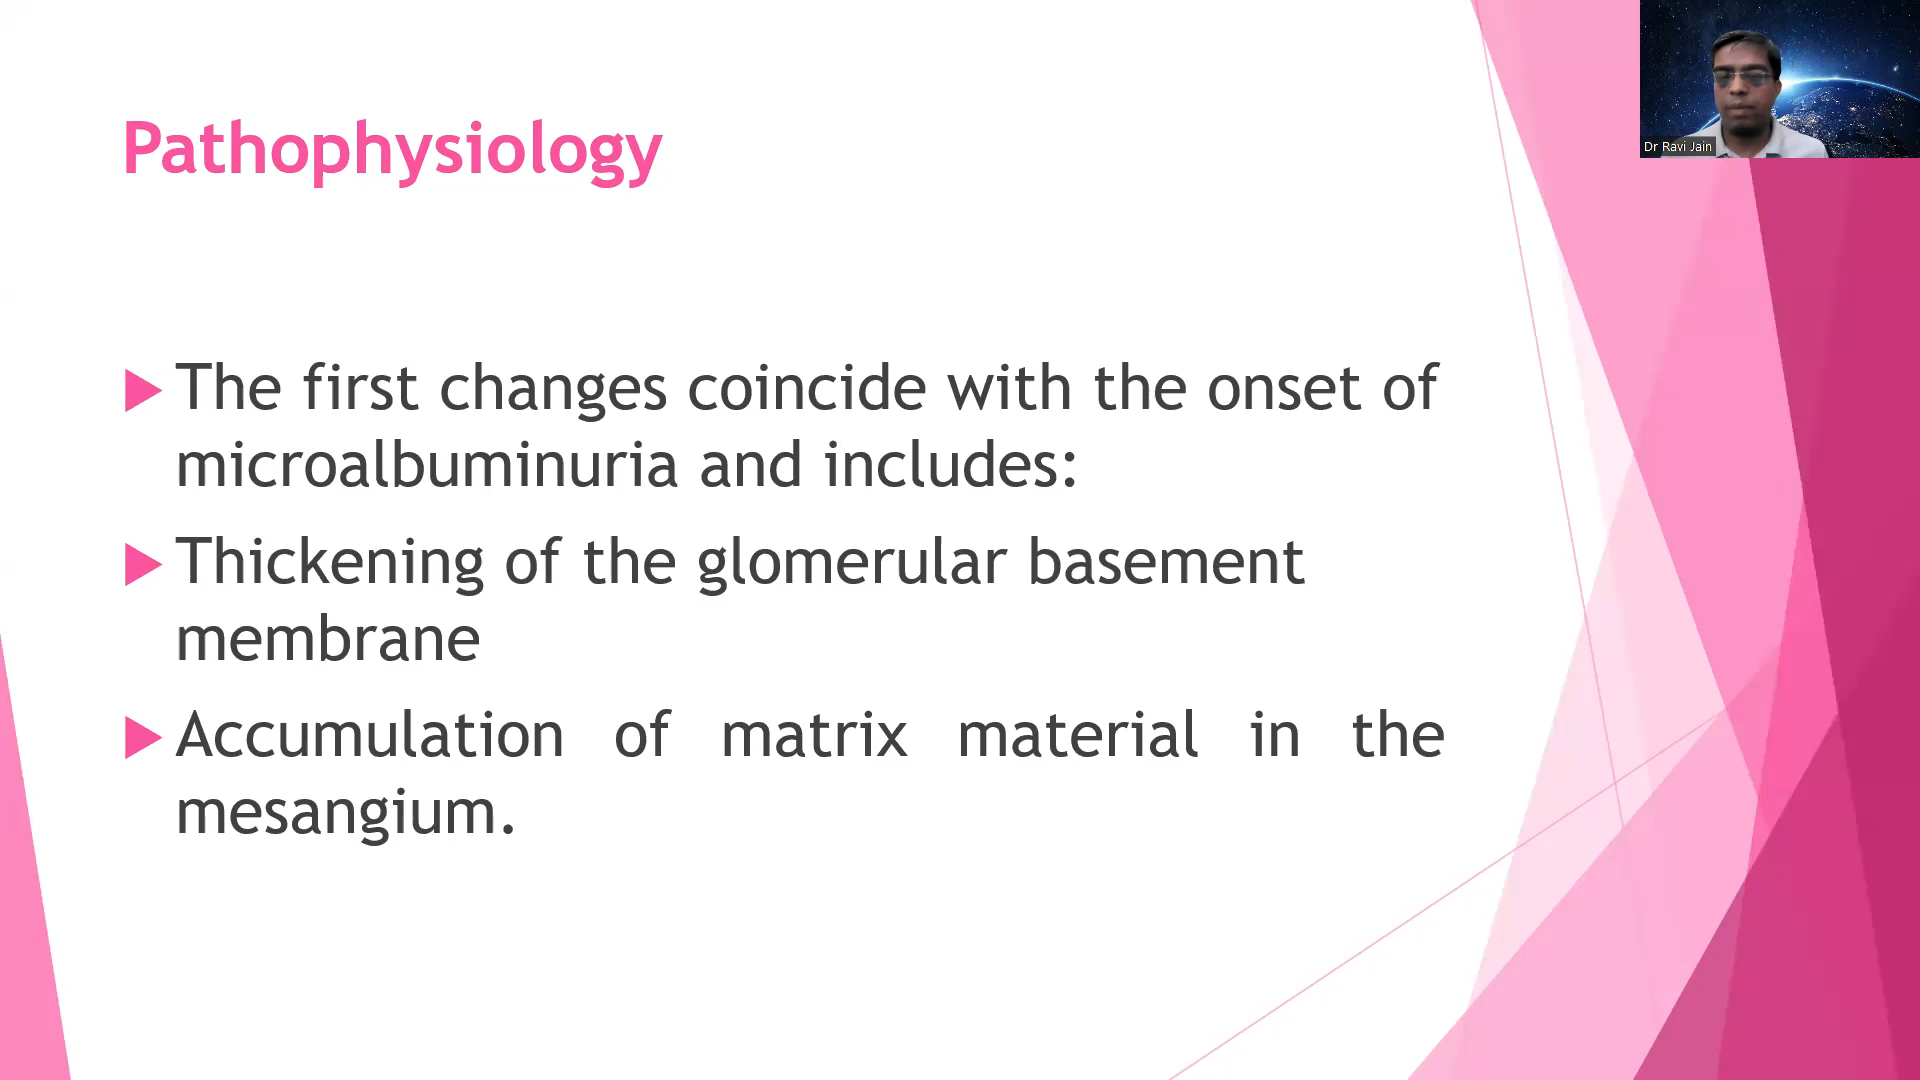 Pathophysiology
The first changes coincide with the onset of
microalbuminuria and includes:
Thickening of the glomerular basement
membrane
Accumulation of matrix material in the
mesangium.
Dr Ravi Jain